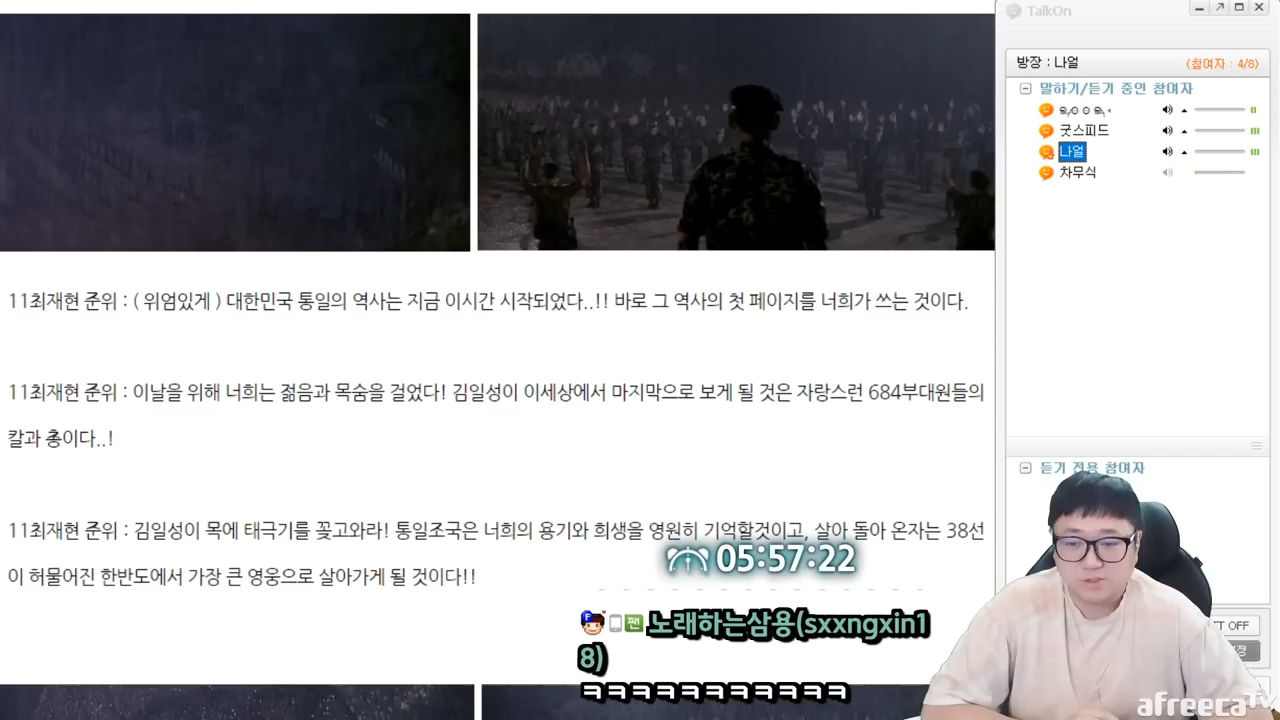 TalkOn
방장 : 나얼
(참여자 : 4/8)
말하기/듣기 중인 참여자
굿스피드
나얼
차무식
11최재현 준위 : ( 위엄있게 ) 대한민국 통일의 역사는 지금 이시간 시작되었다..!! 바로 그 역사의 첫 페이지를 너희가 쓰는 것이다.
11최재현 준위 : 이날을 위해 너희는 젊음과 목숨을 걸었다! 김일성이 이세상에서 마지막으로 보게 될 것은 자랑스런 684부대원들의
칼과 총이다..!
듣기 전용 참여자
11최재현 준위 : 김일성이 목에 태극기를 꽂고와라! 통일조국은 너희의 용기와 희생을 영원히 기억할것이고, 살아 돌아 온자는 38선
이 허물어진 한반도에서 가장 큰 영웅으로 살아가게 될 것이다!!
05:57:22
F 팬 노래하는삼용(sxxngxin1
8)
ㅋㅋㅋㅋㅋㅋㅋㅋㅋㅋㅋ
OFF
afreecaTV